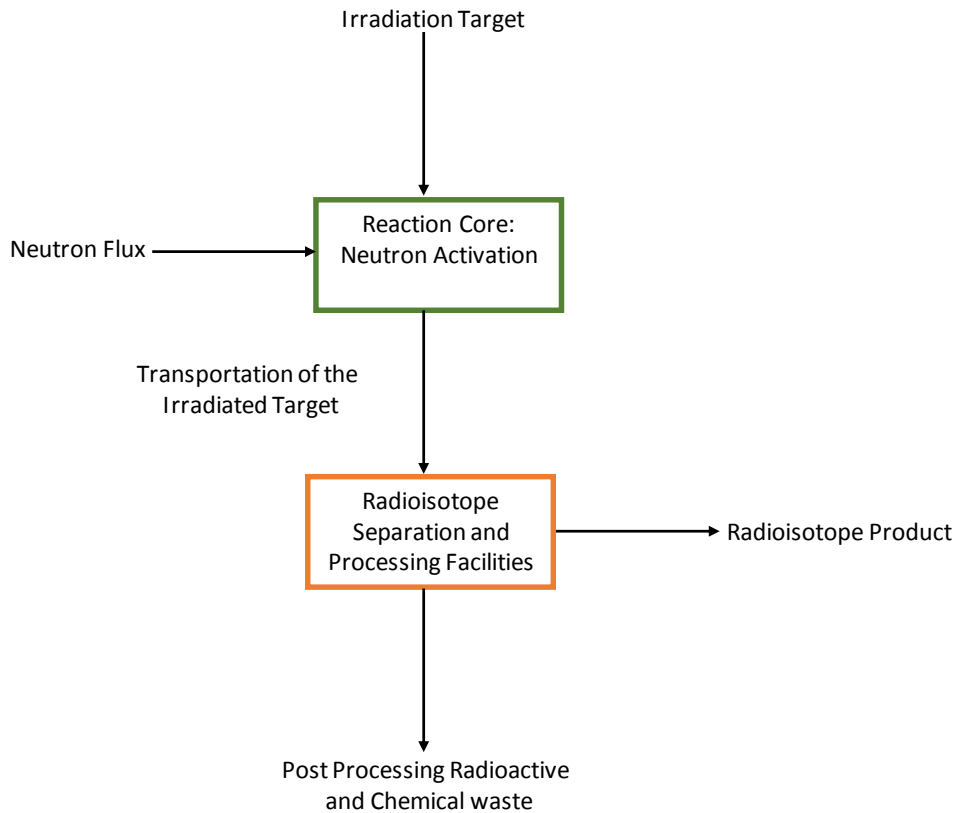 Irradiation Target
Reaction Core:
Neutron Activation
Neutron Flux
Transportation of the
Irradiated Target
Radioisotope
Separation and
Processing Facilities
Radioisotope Product
Post Processing Radioactive
and Chemical waste